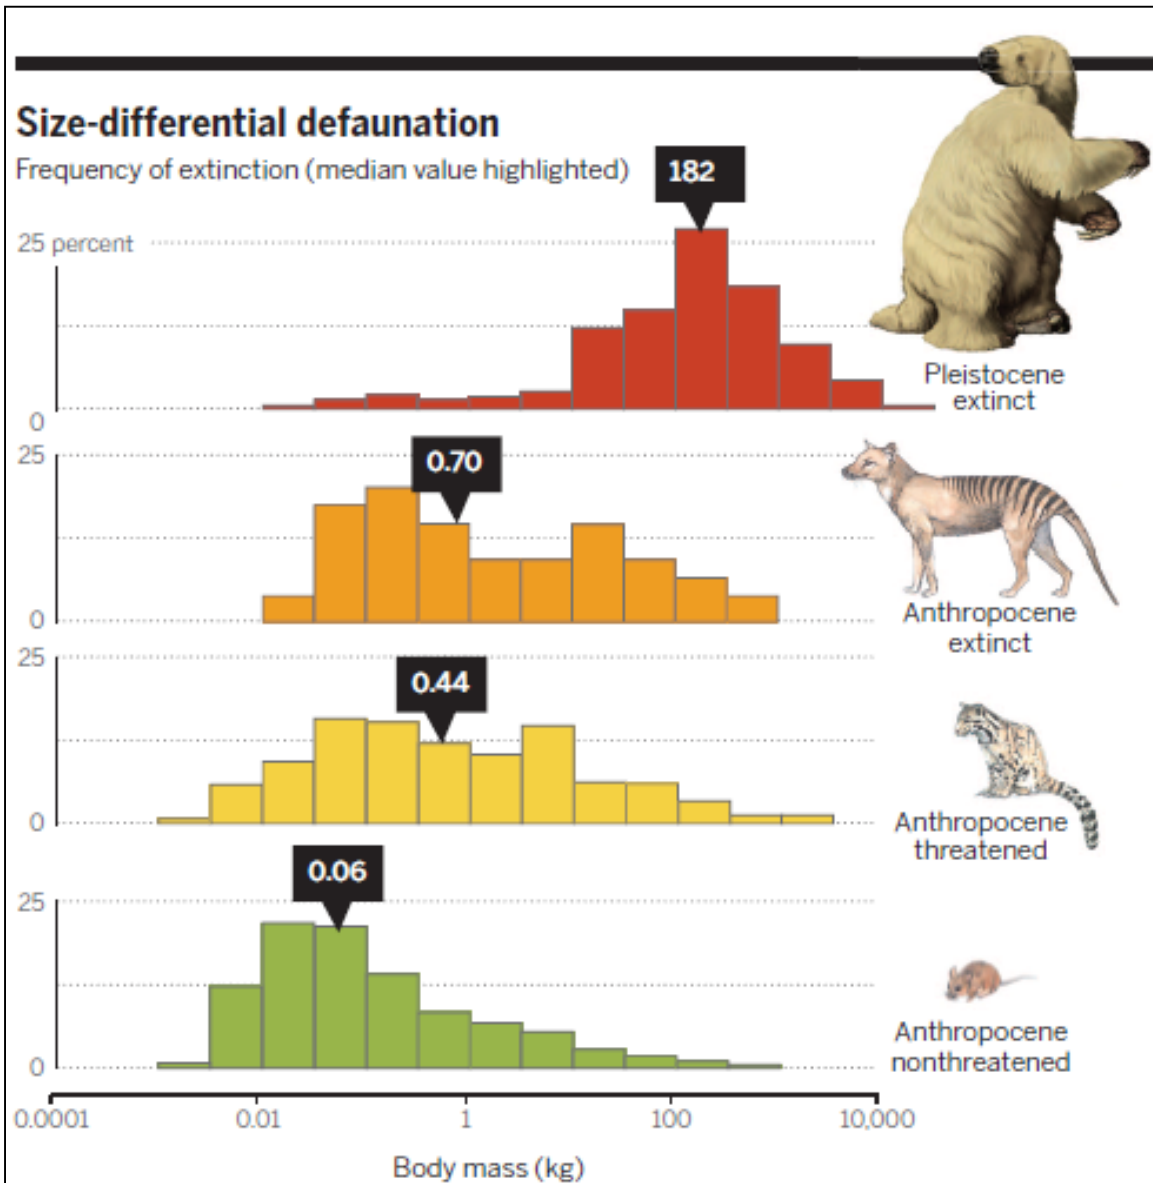 Size-differential defaunation
Frequency of extinction (median value highlighted)
182
25 percent
0
Pleistocene
extinct
25
0.70
0
Anthropocene
extinct
25
0.44
0
Anthropocene
threatened
0.06
25
0
Anthropocene
nonthreatened
0.0001 0.01 1 100 10,000
Body mass (kg)